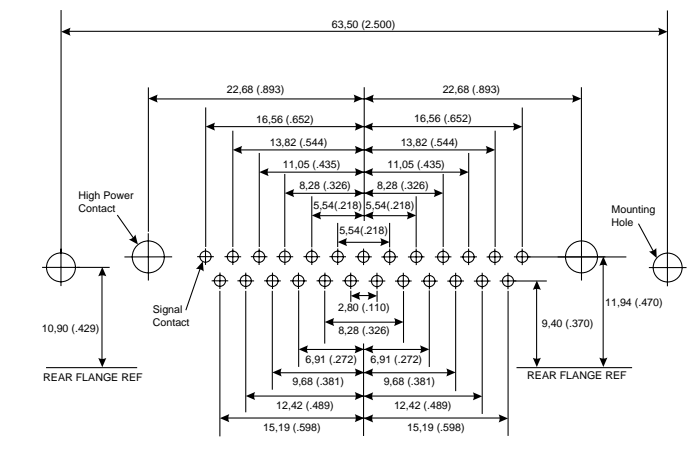 63,50 (2.500)
22,68 (.893) 22,68 (.893)
16,56 (.652) 16,56 (.652)
13,82 (.544) 13,82 (.544)
11,05 (.435) 11,05 (.435)
8,28 (.326) 8,28 (.326)
High Power
Contact
5,54(.218) 5,54(.218)
Mounting
Hole
5,54(.218)
Signal
Contact
2,80 (.110)
11,94 (.470)
10,90 (.429)
9,40 (.370)
8,28 (.326)
6,91 (.272) 6,91 (.272)
REAR FLANGE REF
REAR FLANGE REF
9,68 (.381) 9,68 (.381)
12,42 (.489) 12,42 (.489)
15,19 (.598) 15,19 (.598)